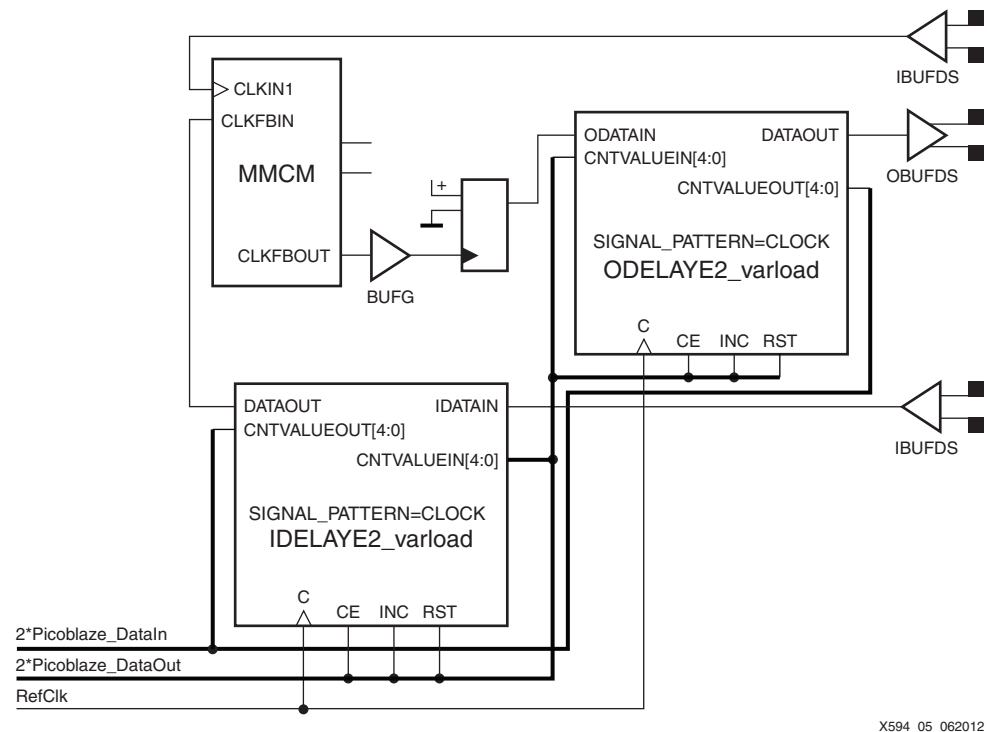 IBUFDS
CLKIN1
CLKFBIN
MMCM
CLKFBOUT
BUFG
+
ODATAIN
DATAOUT
CNTVALUEIN[4:0]
CNTVALUEOUT[4:0]
SIGNAL_PATTERN=CLOCK
ODELAYE2_varload
C
CE
INC
RST
OBUFDS
DATAOUT
IDATAIN
CNTVALUEOUT[4:0]
CNTVALUEIN[4:0]
SIGNAL_PATTERN=CLOCK
IDELAYE2_varload
C
CE
INC
RST
IBUFDS
2*Picoblaze_DataIn
2*Picoblaze_DataOut
RefClk
X594_05_062012